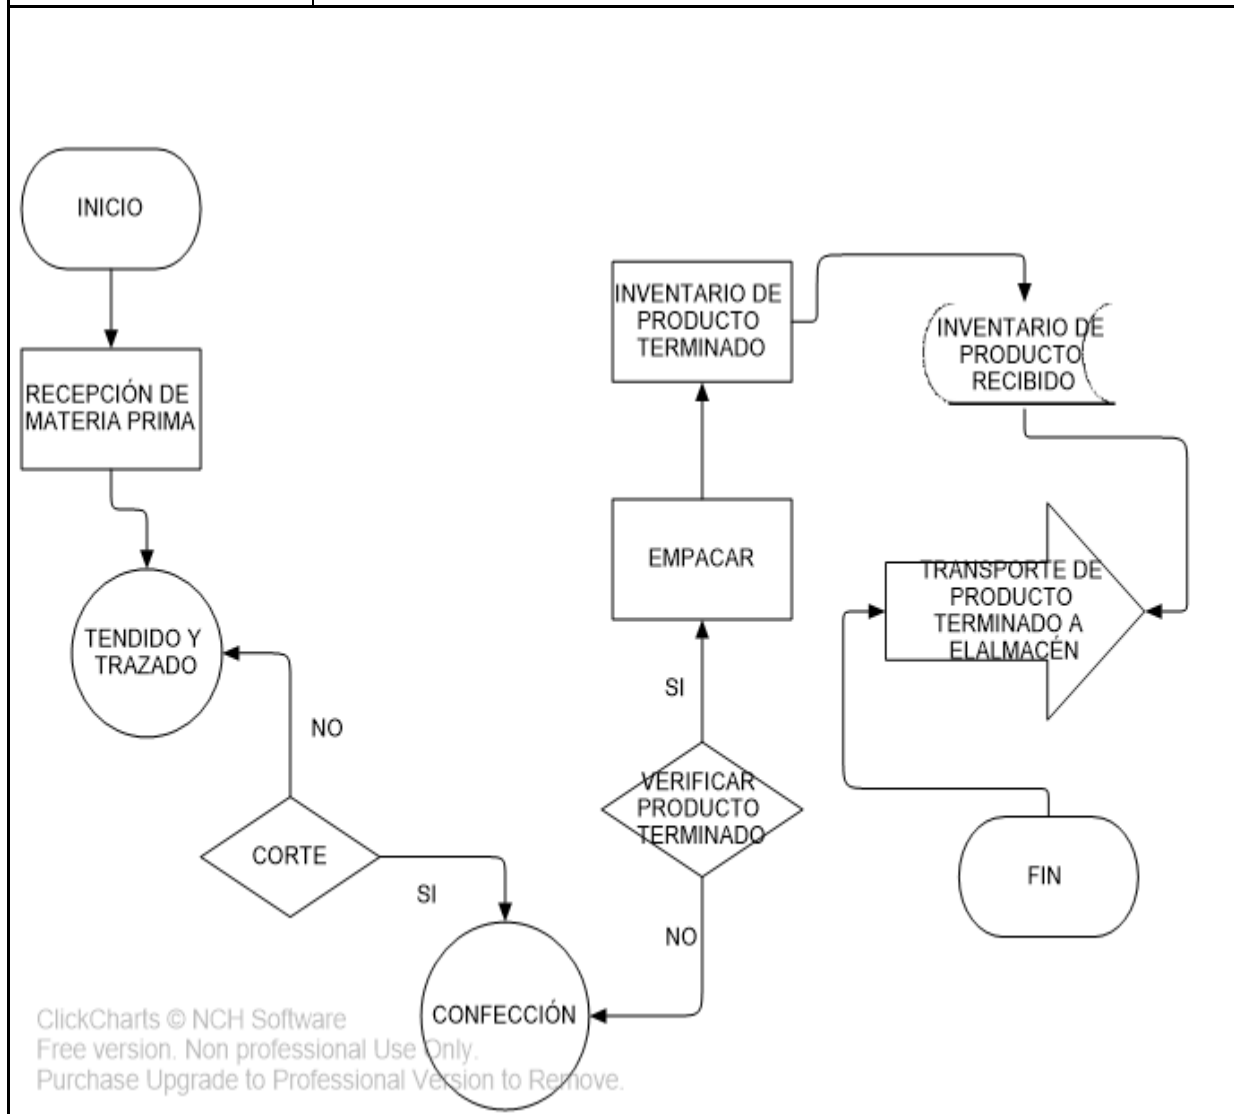 INICIO
RECEPCIÓN DE
MATERIA PRIMA
TENDIDO Y
TRAZADO
NO
CORTE
SI
CONFECCIÓN
INVENTARIO DE
PRODUCTO
TERMINADO
EMPACAR
SI
VERIFICAR
PRODUCTO
TERMINADO
NO
INVENTARIO DE
PRODUCTO
RECIBIDO
TRANSPORTE DE
PRODUCTO
TERMINADO A
ELALMACÉN
FIN
ClickCharts © NCH Software
Free version. Non professional Use Only.
Purchase Upgrade to Professional Version to Remove.